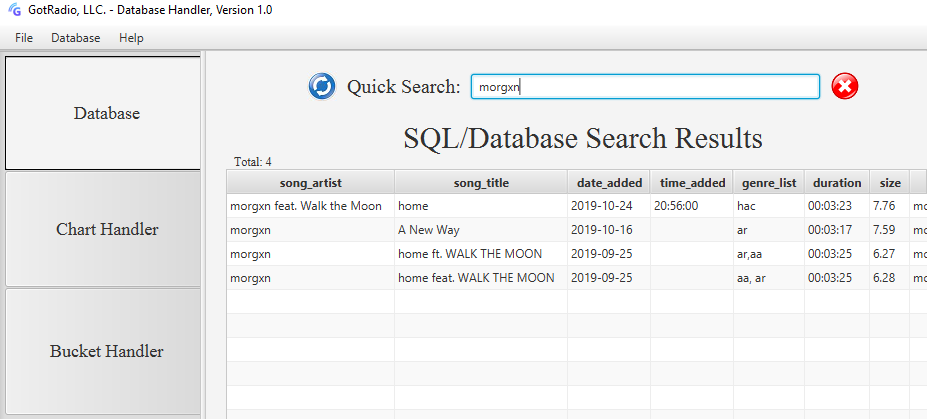 GotRadio, LLC. - Database Handler, Version 1.0
File Database Help
Database
Chart Handler
Bucket Handler
Quick Search: morgxn
SQL/Database Search Results
Total: 4
song_artist song_title date_added time_added genre_list duration size
morgxn feat. Walk the Moon home 2019-10-24 20:56:00 hac 00:03:23 7.76 mo
morgxn A New Way 2019-10-16 ar 00:03:17 7.59 mo
morgxn home ft. WALK THE MOON 2019-09-25 ar,aa 00:03:25 6.27 mo
morgxn home feat. WALK THE MOON 2019-09-25 aa, ar 00:03:25 6.28 mo